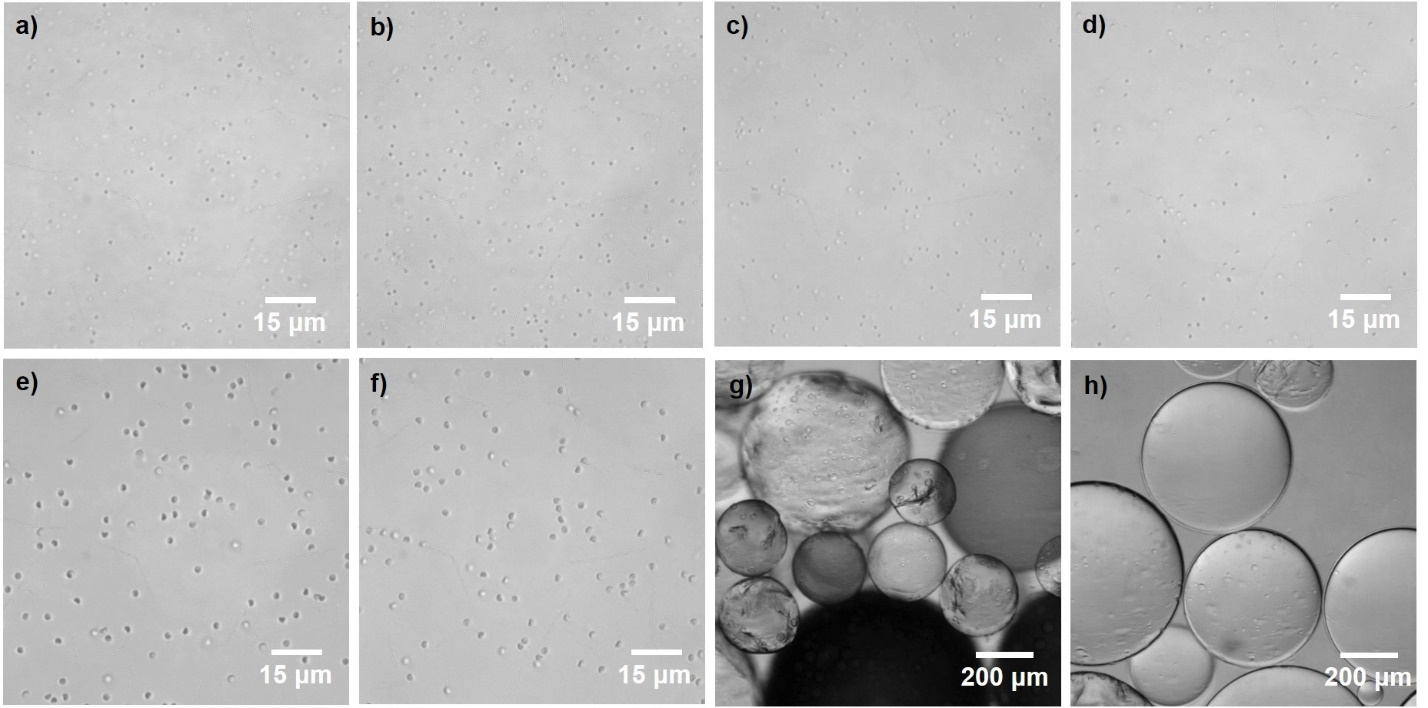 a)
b)
c)
d)
15 µm
15 µm
15 µm
15 µm
e)
f)
g)
h)
15 µm
15 µm
200 µm
200 µm